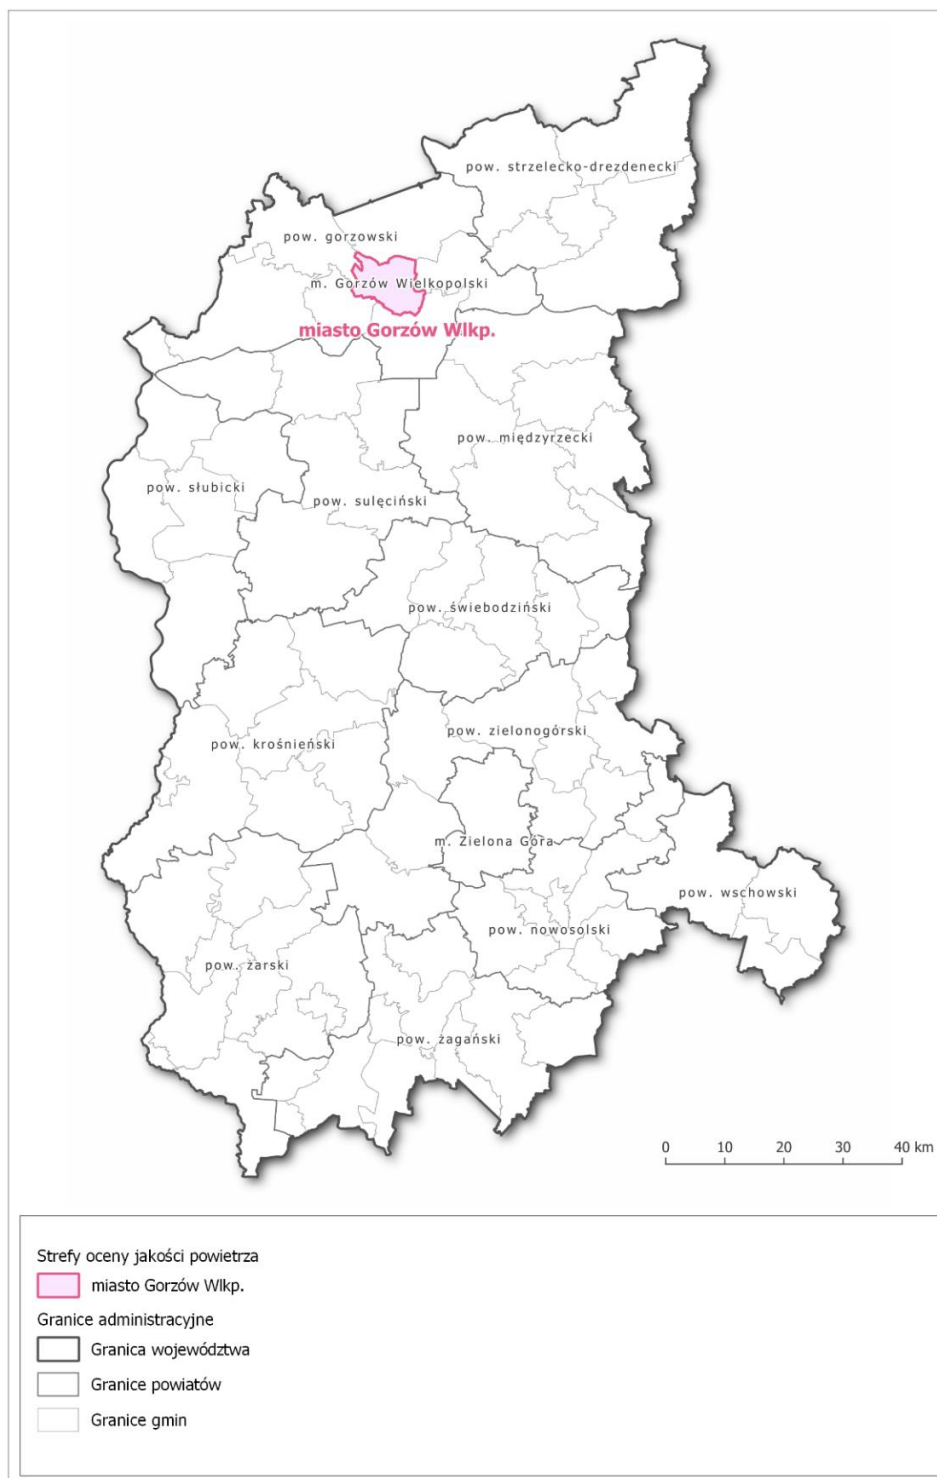 pow. strzelecko-drezdenecki
pow. gorzowski
m. Gorzów Wielkopolski
miasto Gorzów Wlkp.
pow. międzyrzecki
pow. słubicki
pow. sulęciński
pow. świebodziński
pow. zielonogórski
pow. krośnieński
m. Zielona Góra
pow. wschowski
pow. nowosolski
pow. żarski
pow. żagański
0 10 20 30 40 km
Strefy oceny jakości powietrza
miasto Gorzów Wlkp.
Granice administracyjne
Granica województwa
Granice powiatów
Granice gmin